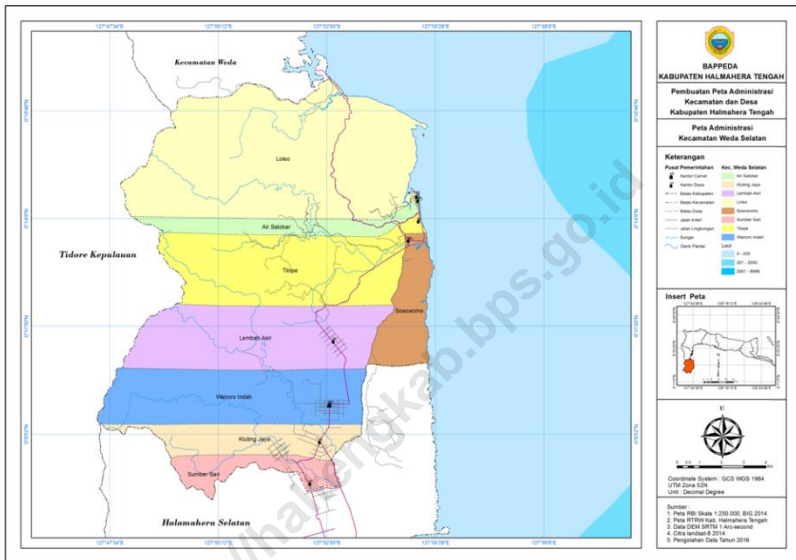 BAPPEDA
KABUPATEN HALMAHERA TENGAH
Pembuatan Peta Administrasi
Kecamatan dan Desa
Kabupaten Halmahera Tengah
Peta Administrasi
Kecamatan Weda Selatan
Keterangan
Pusat Pemerintahan
Kantor Camat
Kantor Desa
Batas Kabupaten
Batas Kecamatan
Batas Desa
Jalan Arteri
Jalan Lingkungan
Sungai
Garis Pantai
Kec. Weda Selatan
Air Salobar
Kluting Jaya
Lembah Asri
Loleo
Sosowomo
Sumber Sari
Tilope
Wairoro Indah
Laut
0 - 200
Insert Peta
U
Coordinate System : GCS WGS 1984
UTM Zona 52N
Unit : Decimal Degree
Sumber :
1. Peta RBI Skala 1:250.000, BIG 2014
2. Peta RTRW Kab. Halmahera Tengah
3. Data DEM SRTM 1 Arc-second
4. Citra landset-8 2014
5. Pengolahan Data Tahun 2016
Kecamatan Weda
Loleo
Air Salobar
Tidore Kepulauan
Tilope
Sosowomo
Lembah Asri
Wairoro Indah
Kluting Jaya
Sumber Sari
Halamahera Selatan
halhengkab.bps.go.id